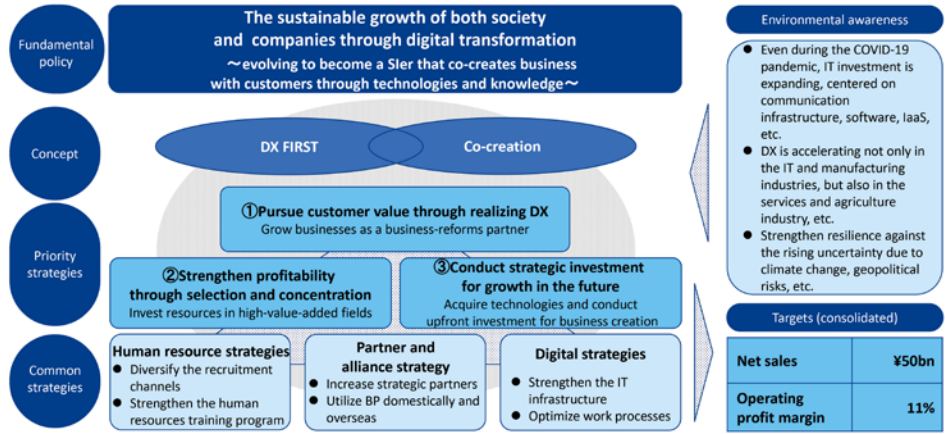 Fundamental
policy
The sustainable growth of both society
and companies through digital transformation
～evolving to become a SIer that co-creates business
with customers through technologies and knowledge～
Concept
DX FIRST
Co-creation
Priority
strategies
①Pursue customer value through realizing DX
Grow businesses as a business-reforms partner
②Strengthen profitability
through selection and concentration
Invest resources in high-value-added fields
③Conduct strategic investment
for growth in the future
Acquire technologies and conduct
upfront investment for business creation
Common
strategies
Human resource strategies
● Diversify the recruitment
channels
● Strengthen the human
resources training program
Partner and
alliance strategy
● Increase strategic partners
● Utilize BP domestically and
overseas
Digital strategies
● Strengthen the IT
infrastructure
● Optimize work processes
Environmental awareness
● Even during the COVID-19
pandemic, IT investment is
expanding, centered on
communication
infrastructure, software, IaaS,
etc.
● DX is accelerating not only in
the IT and manufacturing
industries, but also in the
services and agriculture
industry, etc.
● Strengthen resilience against
the rising uncertainty due to
climate change, geopolitical
risks, etc.
Targets (consolidated)
Net sales ¥50bn
Operating
profit margin 11%